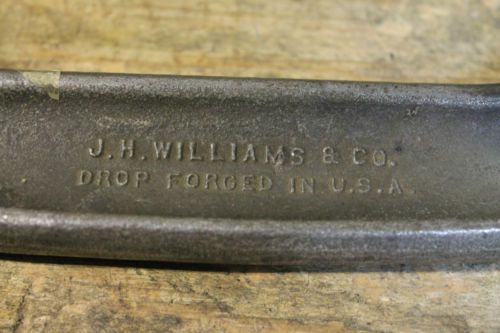 J.H. WILLIAMS & CO.
DROP FORGED IN U.S.A.